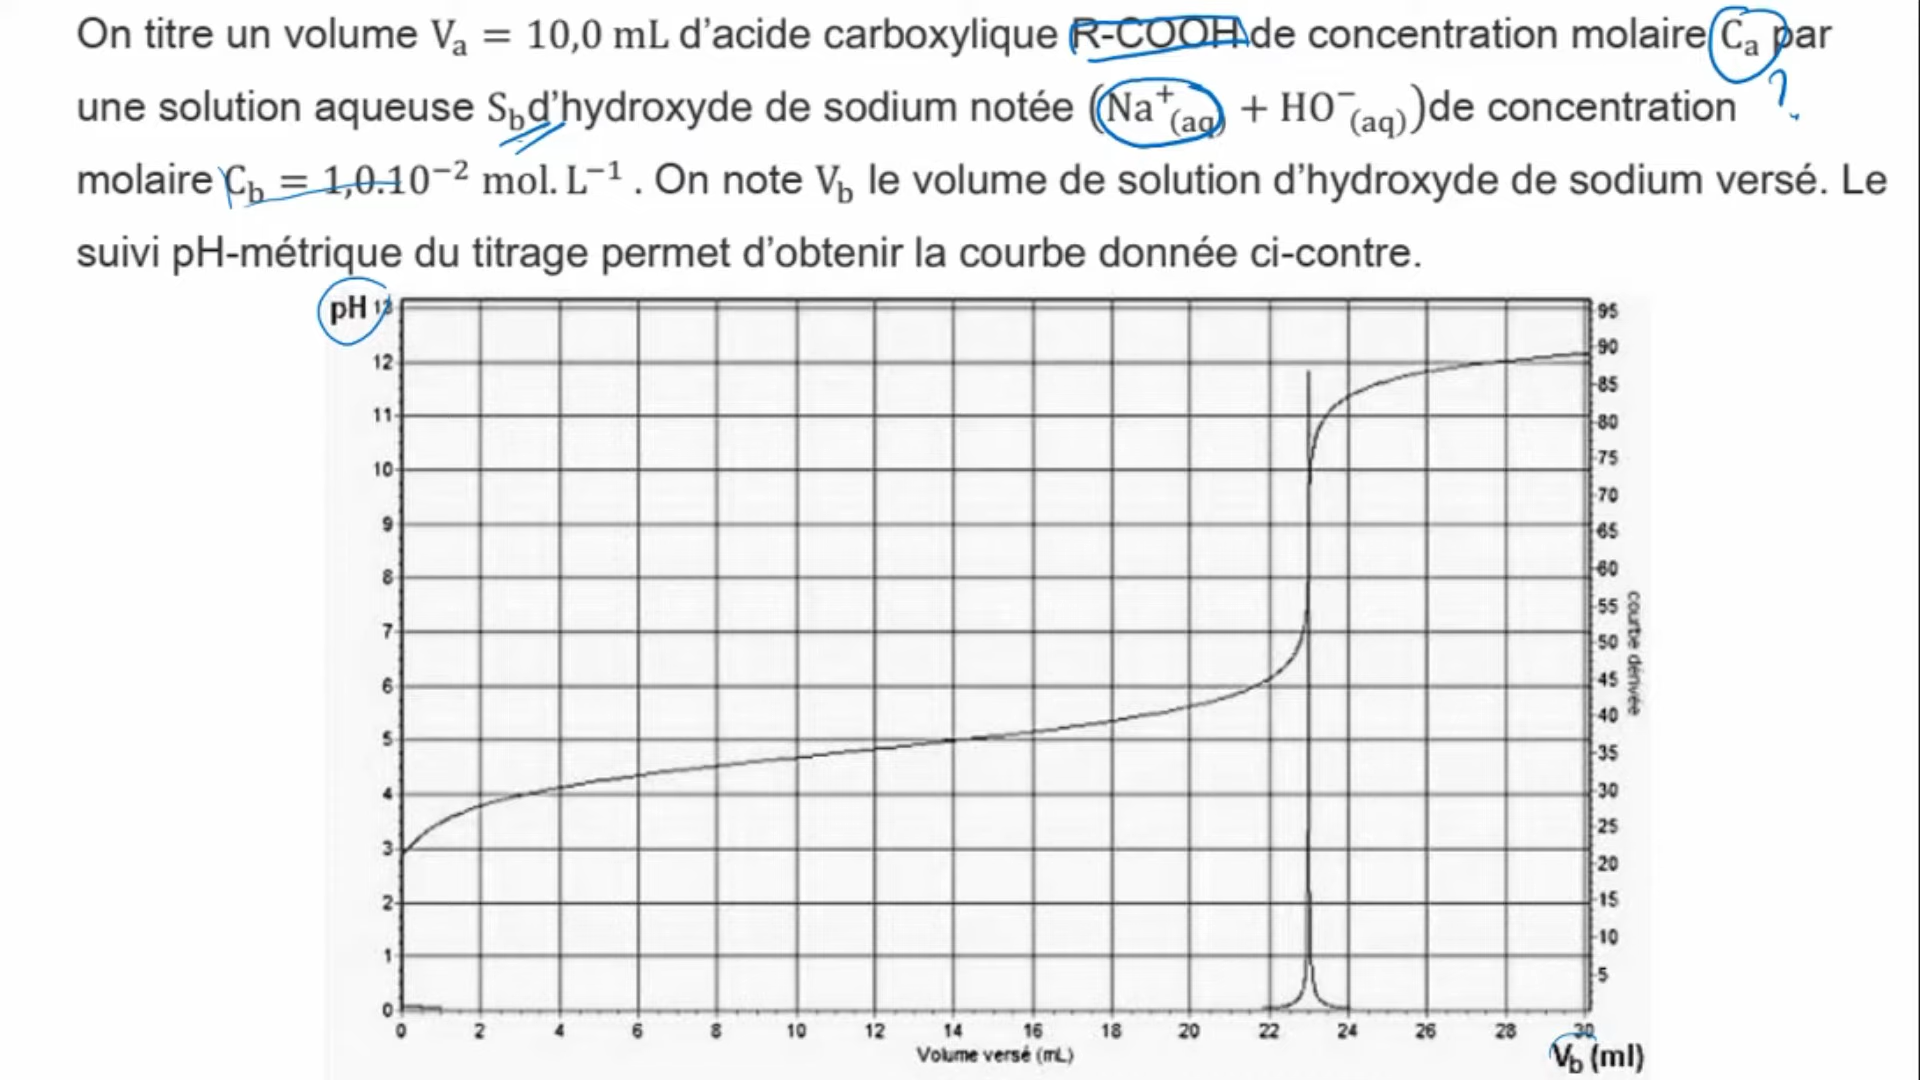 On titre un volume Vₐ = 10,0 mL d’acide carboxylique R-COOH de concentration molaire Cₐ par
?
une solution aqueuse S_b d’hydroxyde de sodium notée (Na⁺(aq) + HO⁻(aq)) de concentration
molaire C_b = 1,0.10⁻² mol. L⁻¹ . On note V_b le volume de solution d’hydroxyde de sodium versé. Le
suivi pH-métrique du titrage permet d’obtenir la courbe donnée ci-contre.
pH 13 95
12 90
85
11 80
10 75
70
9 65
8 60
55
7 50
6 45
40
5 35
4 30
25
3 20
2 15
10
1 5
0
courbe dérivée
0 2 4 6 8 10 12 14 16 18 20 22 24 26 28 30
Volume versé (mL)
V_b (ml)